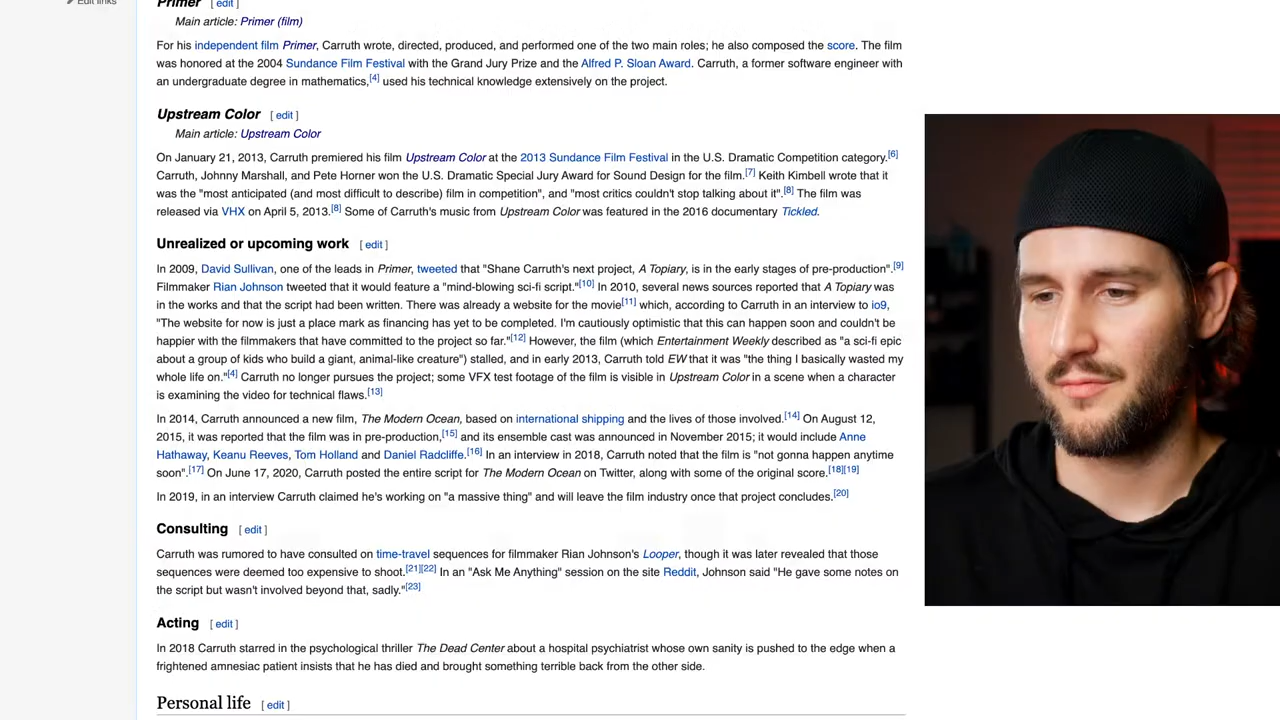 Edit links
Primer [ edit ]
Main article: Primer (film)
For his independent film Primer, Carruth wrote, directed, produced, and performed one of the two main roles; he also composed the score. The film
was honored at the 2004 Sundance Film Festival with the Grand Jury Prize and the Alfred P. Sloan Award. Carruth, a former software engineer with
an undergraduate degree in mathematics,[4] used his technical knowledge extensively on the project.
Upstream Color [ edit ]
Main article: Upstream Color
On January 21, 2013, Carruth premiered his film Upstream Color at the 2013 Sundance Film Festival in the U.S. Dramatic Competition category.[6]
Carruth, Johnny Marshall, and Pete Horner won the U.S. Dramatic Special Jury Award for Sound Design for the film.[7] Keith Kimbell wrote that it
was the "most anticipated (and most difficult to describe) film in competition", and "most critics couldn't stop talking about it".[8] The film was
released via VHX on April 5, 2013.[8] Some of Carruth's music from Upstream Color was featured in the 2016 documentary Tickled.
Unrealized or upcoming work [ edit ]
In 2009, David Sullivan, one of the leads in Primer, tweeted that "Shane Carruth's next project, A Topiary, is in the early stages of pre-production".[9]
Filmmaker Rian Johnson tweeted that it would feature a "mind-blowing sci-fi script."[10] In 2010, several news sources reported that A Topiary was
in the works and that the script had been written. There was already a website for the movie[11] which, according to Carruth in an interview to io9,
"The website for now is just a place mark as financing has yet to be completed. I'm cautiously optimistic that this can happen soon and couldn't be
happier with the filmmakers that have committed to the project so far."[12] However, the film (which Entertainment Weekly described as "a sci-fi epic
about a group of kids who build a giant, animal-like creature") stalled, and in early 2013, Carruth told EW that it was "the thing I basically wasted my
whole life on."[4] Carruth no longer pursues the project; some VFX test footage of the film is visible in Upstream Color in a scene when a character
is examining the video for technical flaws.[13]
In 2014, Carruth announced a new film, The Modern Ocean, based on international shipping and the lives of those involved.[14] On August 12,
2015, it was reported that the film was in pre-production,[15] and its ensemble cast was announced in November 2015; it would include Anne
Hathaway, Keanu Reeves, Tom Holland and Daniel Radcliffe.[16] In an interview in 2018, Carruth noted that the film is "not gonna happen anytime
soon".[17] On June 17, 2020, Carruth posted the entire script for The Modern Ocean on Twitter, along with some of the original score.[18][19]
In 2019, in an interview Carruth claimed he's working on "a massive thing" and will leave the film industry once that project concludes.[20]
Consulting [ edit ]
Carruth was rumored to have consulted on time-travel sequences for filmmaker Rian Johnson's Looper, though it was later revealed that those
sequences were deemed too expensive to shoot.[21][22] In an "Ask Me Anything" session on the site Reddit, Johnson said "He gave some notes on
the script but wasn't involved beyond that, sadly."[23]
Acting [ edit ]
In 2018 Carruth starred in the psychological thriller The Dead Center about a hospital psychiatrist whose own sanity is pushed to the edge when a
frightened amnesiac patient insists that he has died and brought something terrible back from the other side.
Personal life [ edit ]